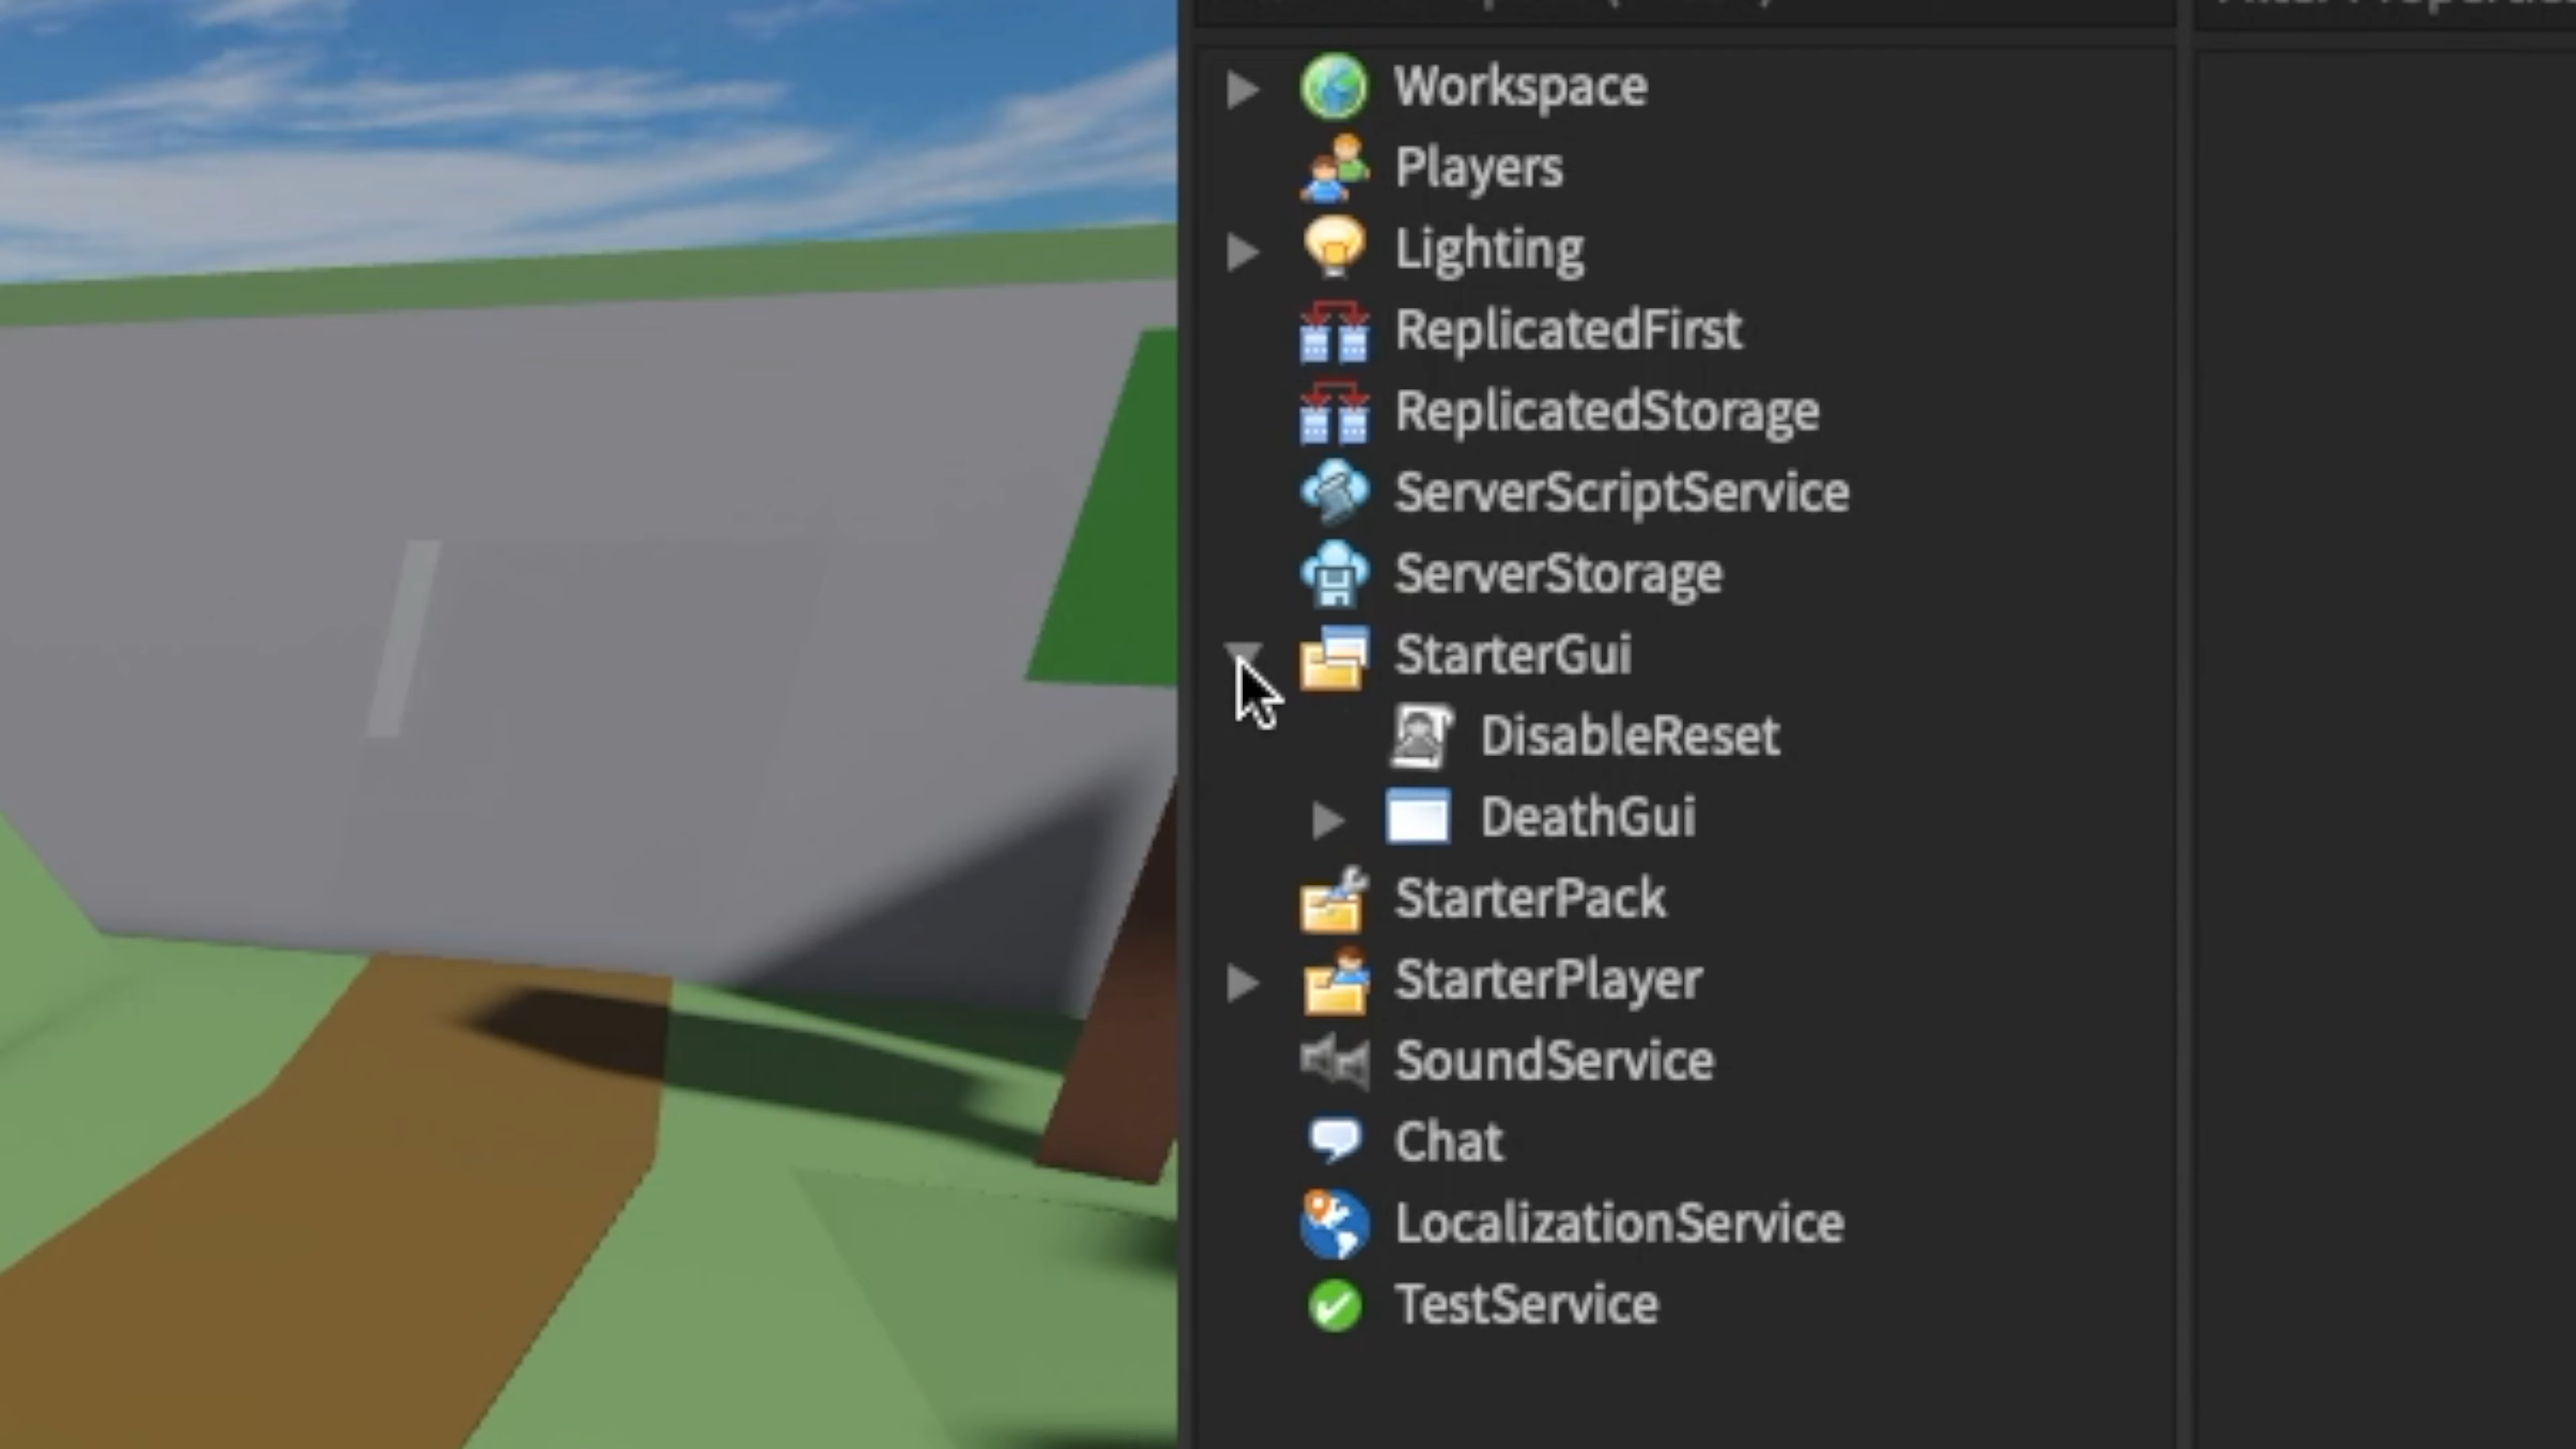 Workspace
Players
Lighting
ReplicatedFirst
ReplicatedStorage
ServerScriptService
ServerStorage
StarterGui
DisableReset
DeathGui
StarterPack
StarterPlayer
SoundService
Chat
LocalizationService
TestService